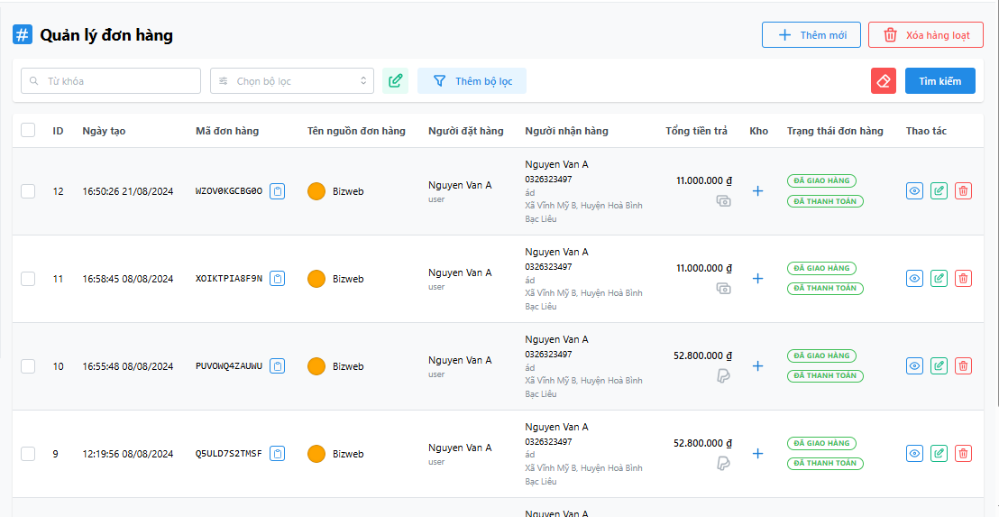 # Quản lý đơn hàng
Thêm mới
Xóa hàng loạt
Từ khóa
Chọn bộ lọc
Thêm bộ lọc
Tìm kiếm
ID Ngày tạo Mã đơn hàng Tên nguồn đơn hàng Người đặt hàng Người nhận hàng Tổng tiền trả Kho Trạng thái đơn hàng Thao tác
12 16:50:26 21/08/2024 WZOV0KGCBG0O Bizweb
Nguyen Van A
user
Nguyen Van A
0326323497
ád
Xã Vĩnh Mỹ B, Huyện Hoà Bình
Bạc Liêu
11.000.000 ₫
ĐÃ GIAO HÀNG
ĐÃ THANH TOÁN
11 16:58:45 08/08/2024 XOIKTPIA8F9N Bizweb
Nguyen Van A
user
Nguyen Van A
0326323497
ád
Xã Vĩnh Mỹ B, Huyện Hoà Bình
Bạc Liêu
11.000.000 ₫
ĐÃ GIAO HÀNG
ĐÃ THANH TOÁN
10 16:55:48 08/08/2024 PUVOWQ4ZAUWU Bizweb
Nguyen Van A
user
Nguyen Van A
0326323497
ád
Xã Vĩnh Mỹ B, Huyện Hoà Bình
Bạc Liêu
52.800.000 ₫
ĐÃ GIAO HÀNG
ĐÃ THANH TOÁN
9 12:19:56 08/08/2024 Q5ULD7S2TMSF Bizweb
Nguyen Van A
user
Nguyen Van A
0326323497
ád
Xã Vĩnh Mỹ B, Huyện Hoà Bình
Bạc Liêu
52.800.000 ₫
ĐÃ GIAO HÀNG
ĐÃ THANH TOÁN
Nguyen Van A